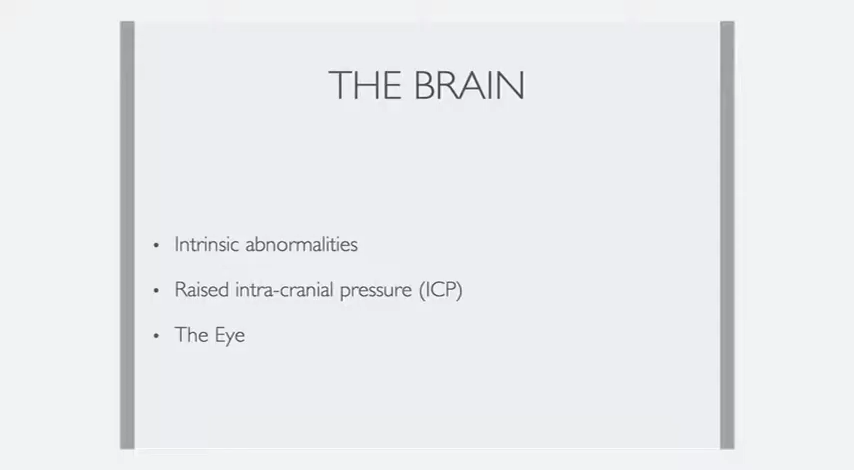 THE BRAIN
• Intrinsic abnormalities
• Raised intra-cranial pressure (ICP)
• The Eye